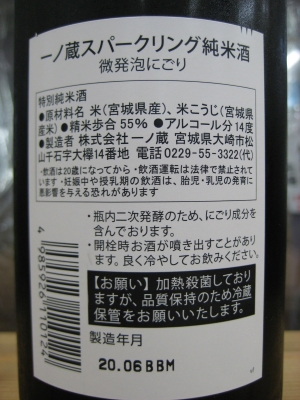 一ノ蔵スパークリング純米酒
微発泡にごり
特別純米酒
●原材料名 米(宮城県産)、米こうじ(宮城県
産米)●精米歩合 55% ●アルコール分 14度
●製造者 株式会社一ノ蔵 宮城県大崎市松
山千石字大欅14番地 電話 0229-55-3322(代)
・飲酒は20歳になってから ・飲酒運転は法律で禁止されて
います ・妊娠中や授乳期の飲酒は、胎児・乳児の発育に
悪影響を与える恐れがあります
・瓶内二次発酵のため、にごり成分を
含んでおります。
・開栓時お酒が噴き出すことがあり
ます。良く冷やしてお飲みください。
【お願い】加熱殺菌しており
ますが、品質保持のため冷蔵
保管をお願いいたします。
製造年月
20.06BBM
4985926110124